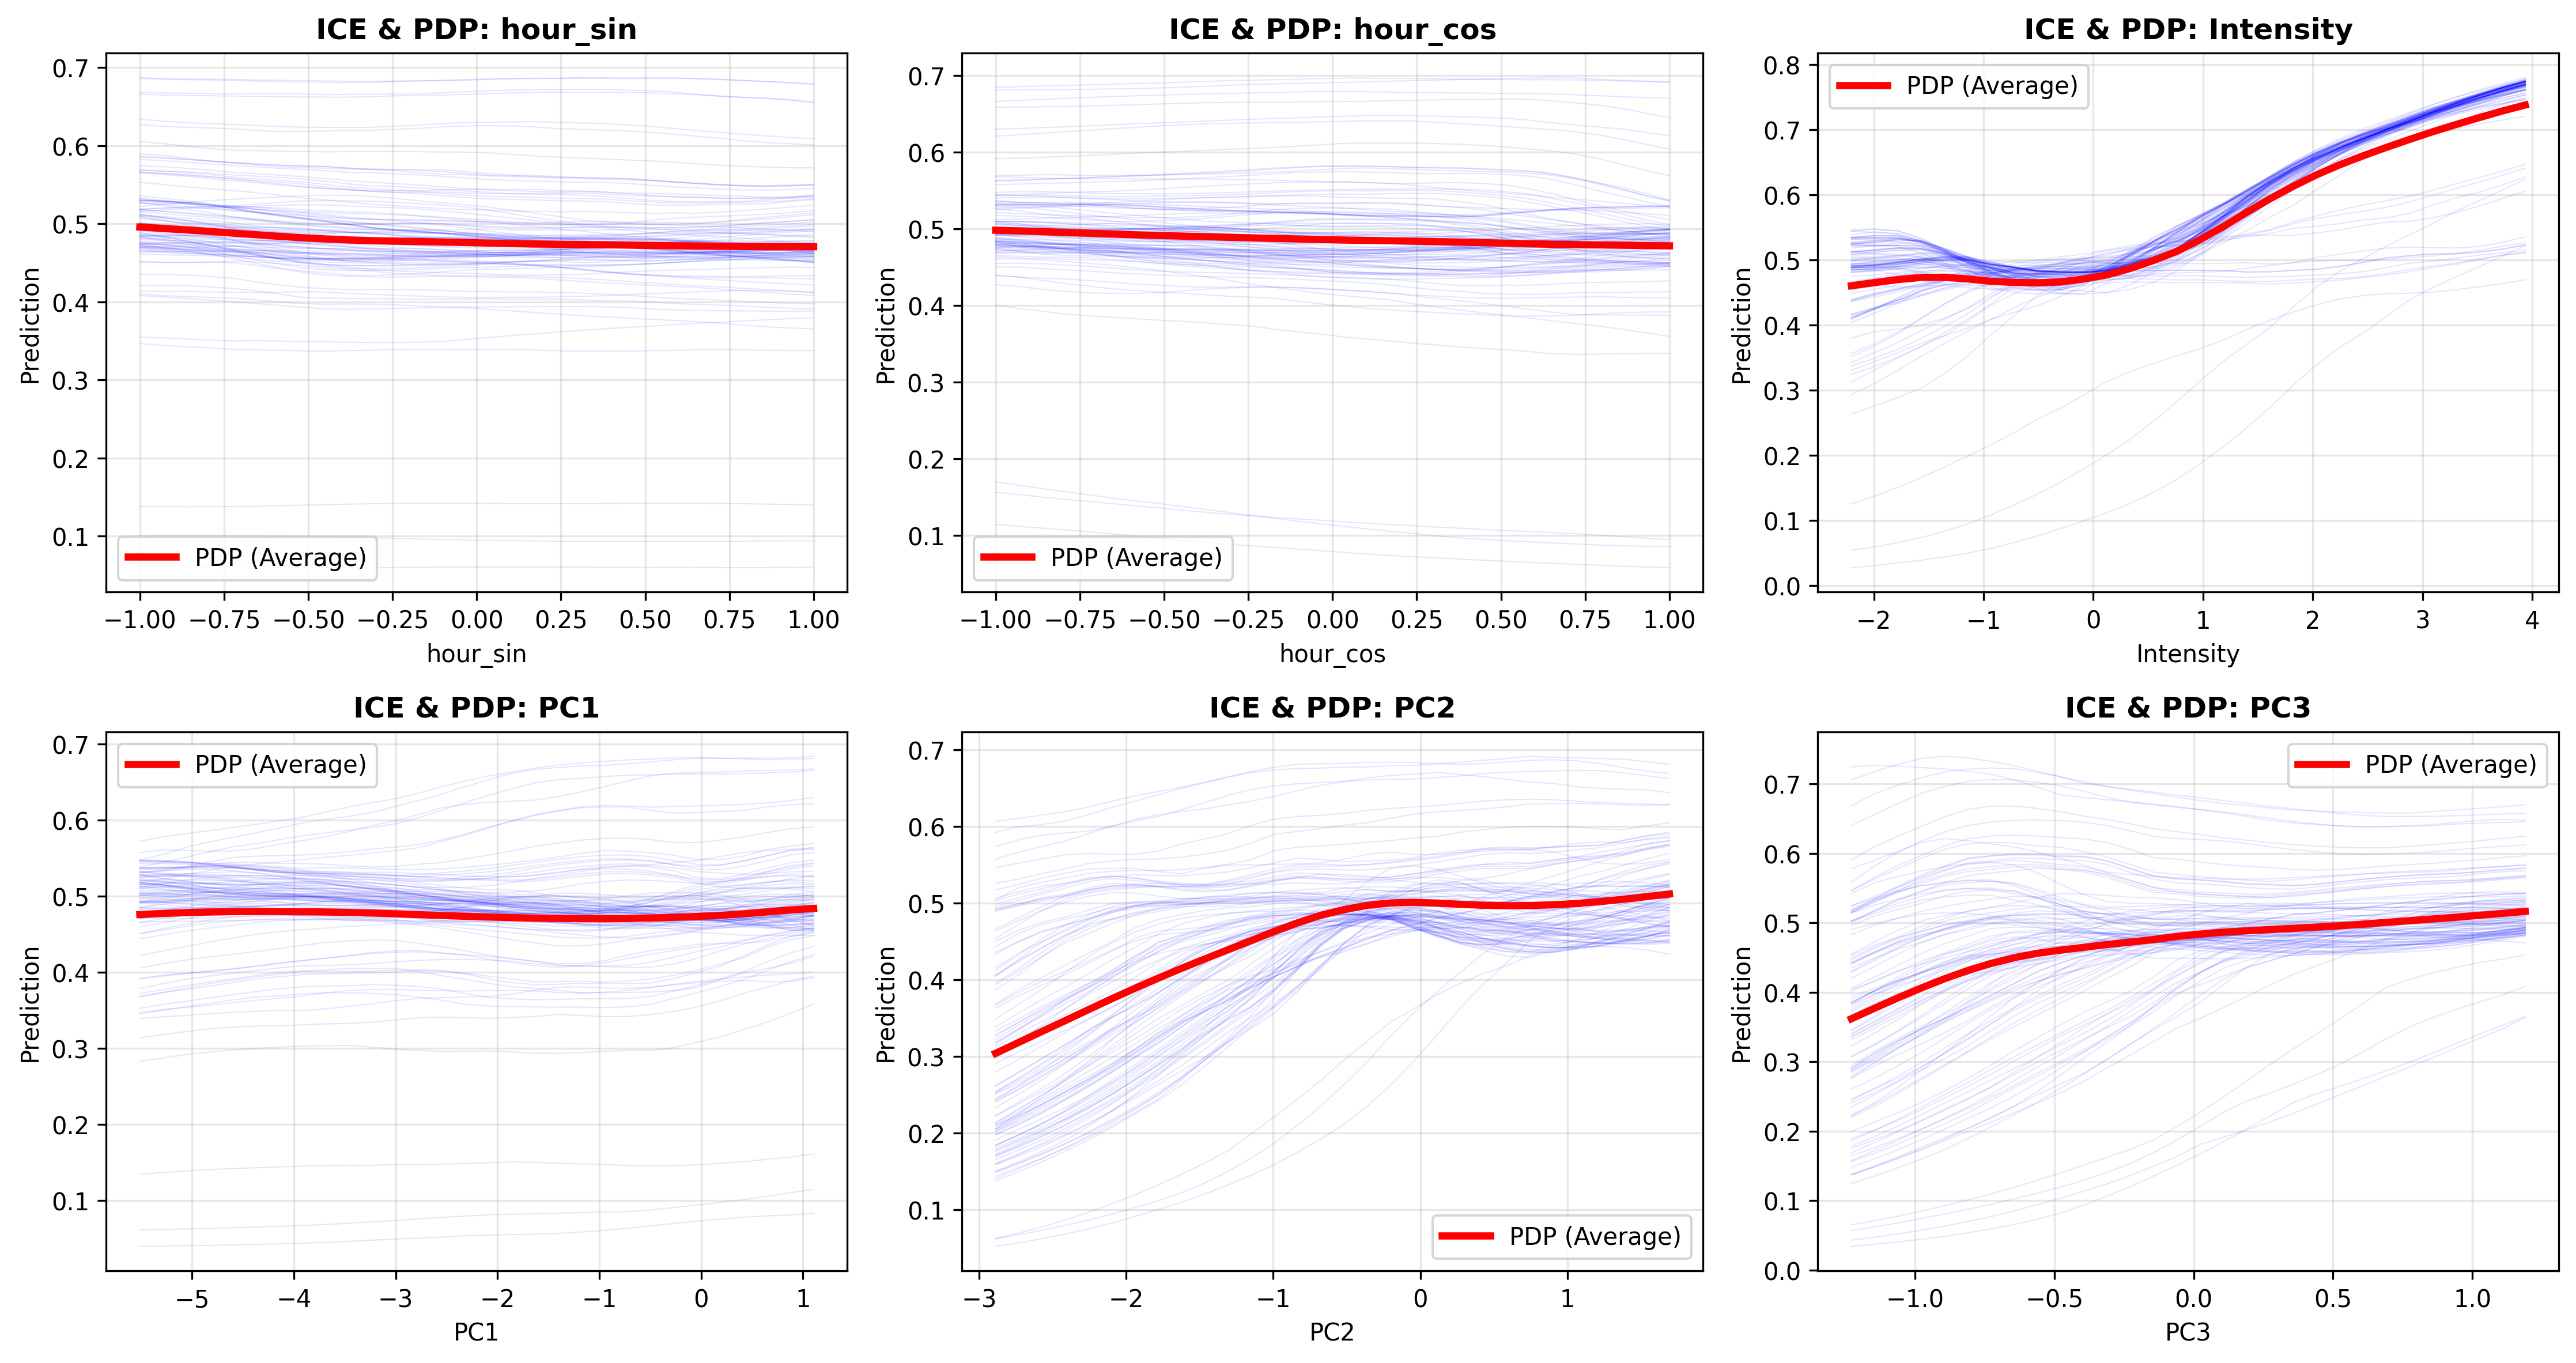 ICE & PDP: hour_sin
0.7
0.6
0.5
0.4
0.3
0.2
0.1
Prediction
PDP (Average)
−1.00 −0.75 −0.50 −0.25 0.00 0.25 0.50 0.75 1.00
hour_sin
ICE & PDP: hour_cos
0.7
0.6
0.5
0.4
0.3
0.2
0.1
Prediction
PDP (Average)
−1.00 −0.75 −0.50 −0.25 0.00 0.25 0.50 0.75 1.00
hour_cos
ICE & PDP: Intensity
PDP (Average)
0.8
0.7
0.6
0.5
0.4
0.3
0.2
0.1
0.0
Prediction
−2 −1 0 1 2 3 4
Intensity
ICE & PDP: PC1
PDP (Average)
0.7
0.6
0.5
0.4
0.3
0.2
0.1
Prediction
−5 −4 −3 −2 −1 0 1
PC1
ICE & PDP: PC2
0.7
0.6
0.5
0.4
0.3
0.2
0.1
Prediction
PDP (Average)
−3 −2 −1 0 1
PC2
ICE & PDP: PC3
PDP (Average)
0.7
0.6
0.5
0.4
0.3
0.2
0.1
0.0
Prediction
−1.0 −0.5 0.0 0.5 1.0
PC3